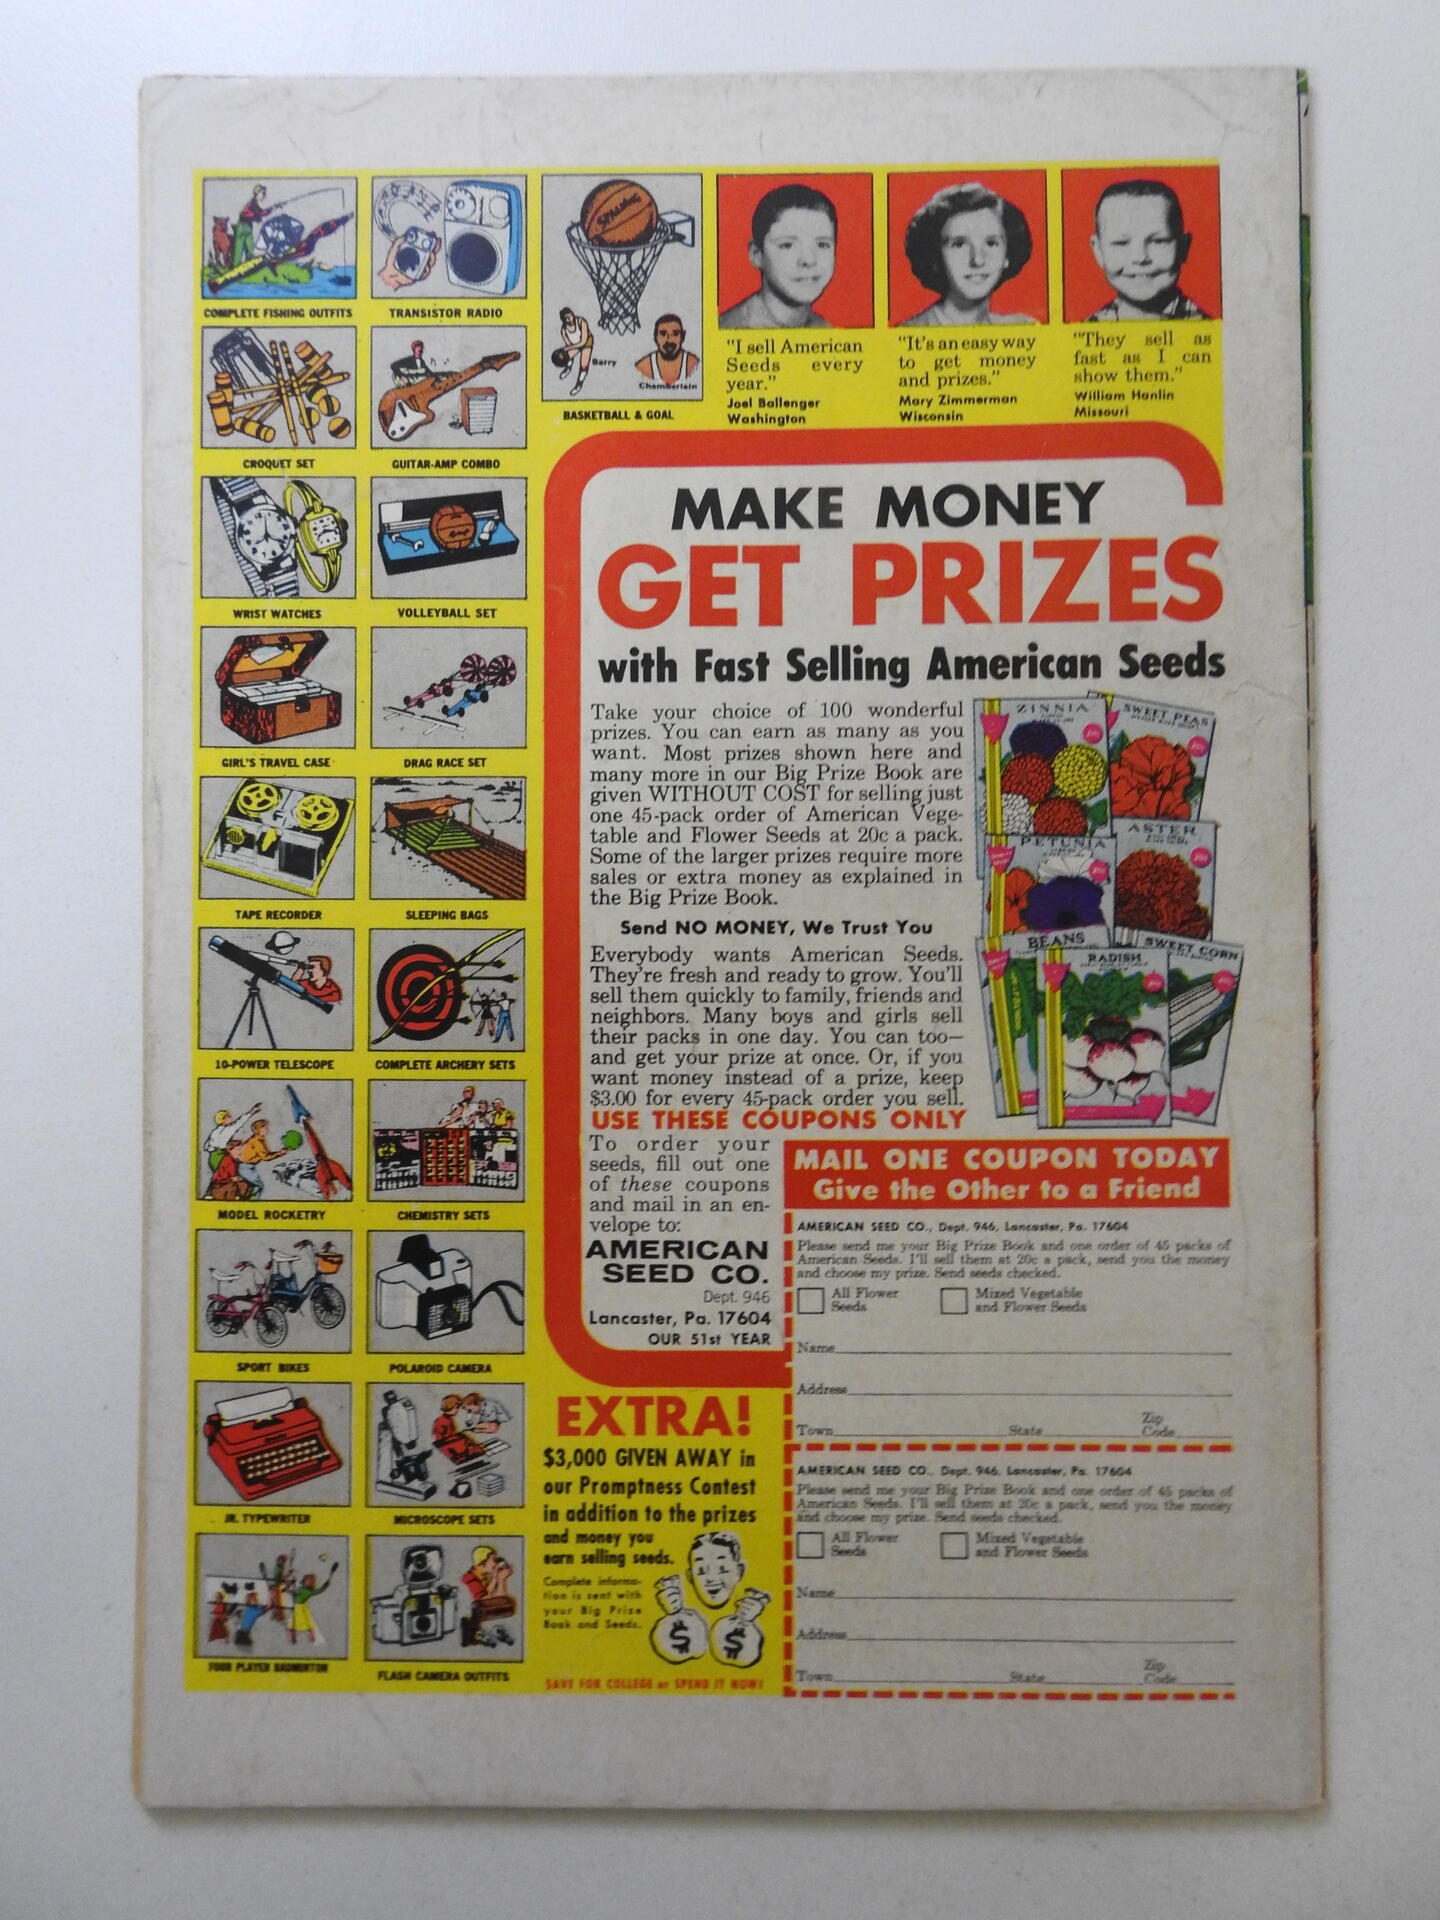 COMPLETE FISHING OUTFITS
TRANSISTOR RADIO
SPALDING
Barry
Chamberlain
BASKETBALL & GOAL
CROQUET SET
GUITAR-AMP COMBO
WRIST WATCHES
VOLLEYBALL SET
GIRL'S TRAVEL CASE
DRAG RACE SET
TAPE RECORDER
SLEEPING BAGS
10-POWER TELESCOPE
COMPLETE ARCHERY SETS
MODEL ROCKETRY
CHEMISTRY SETS
SPORT BIKES
POLAROID CAMERA
JR. TYPEWRITER
MICROSCOPE SETS
FOUR PLAYER BADMINTON
FLASH CAMERA OUTFITS
"I sell American
Seeds every
year."
Joel Ballenger
Washington
"It's an easy way
to get money
and prizes."
Mary Zimmerman
Wisconsin
"They sell as
fast as I can
show them."
William Hanlin
Missouri
MAKE MONEY
GET PRIZES
with Fast Selling American Seeds
Take your choice of 100 wonderful
prizes. You can earn as many as you
want. Most prizes shown here and
many more in our Big Prize Book are
given WITHOUT COST for selling just
one 45-pack order of American Vege-
table and Flower Seeds at 20c a pack.
Some of the larger prizes require more
sales or extra money as explained in
the Big Prize Book.
Send NO MONEY, We Trust You
Everybody wants American Seeds.
They're fresh and ready to grow. You'll
sell them quickly to family, friends and
neighbors. Many boys and girls sell
their packs in one day. You can too—
and get your prize at once. Or, if you
want money instead of a prize, keep
$3.00 for every 45-pack order you sell.
USE THESE COUPONS ONLY
ZINNIA
SWEET PEAS
PETUNIA
ASTER
BEANS
RADISH
SWEET CORN
To order your
seeds, fill out one
of these coupons
and mail in an en-
velope to:
AMERICAN
SEED CO.
Dept. 946
Lancaster, Pa. 17604
OUR 51st YEAR
MAIL ONE COUPON TODAY
Give the Other to a Friend
AMERICAN SEED CO., Dept. 946, Lancaster, Pa. 17604
Please send me your Big Prize Book and one order of 45 packs of
American Seeds. I'll sell them at 20c a pack, send you the money
and choose my prize. Send seeds checked.
All Flower
Seeds
Mixed Vegetable
and Flower Seeds
Name
Address
Town State Zip Code
AMERICAN SEED CO., Dept. 946, Lancaster, Pa. 17604
Please send me your Big Prize Book and one order of 45 packs of
American Seeds. I'll sell them at 20c a pack, send you the money
and choose my prize. Send seeds checked.
All Flower
Seeds
Mixed Vegetable
and Flower Seeds
Name
Address
Town State Zip Code
EXTRA!
$3,000 GIVEN AWAY in
our Promptness Contest
in addition to the prizes
and money you
earn selling seeds.
Complete informa-
tion is sent with
your Big Prize
Book and Seeds.
$ $
SAVE FOR COLLEGE or SPEND IT NOW!